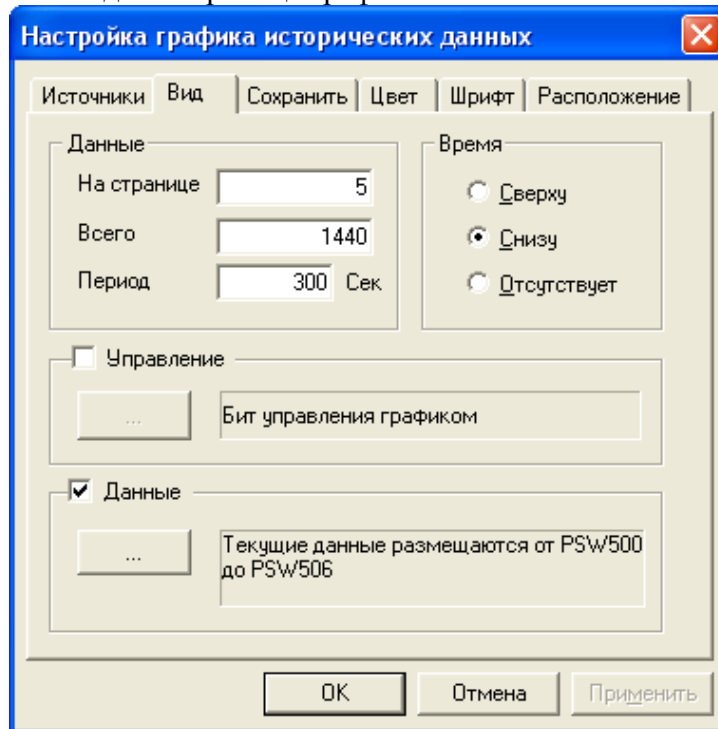 Настройка графика исторических данных
Источники Вид Сохранить Цвет Шрифт Расположение
Данные
На странице 5
Всего 1440
Период 300 Сек
Время
Сверху
Снизу
Отсутствует
Управление
... Бит управления графиком
Данные
... Текущие данные размещаются от PSW500
до PSW506
OK Отмена Применить